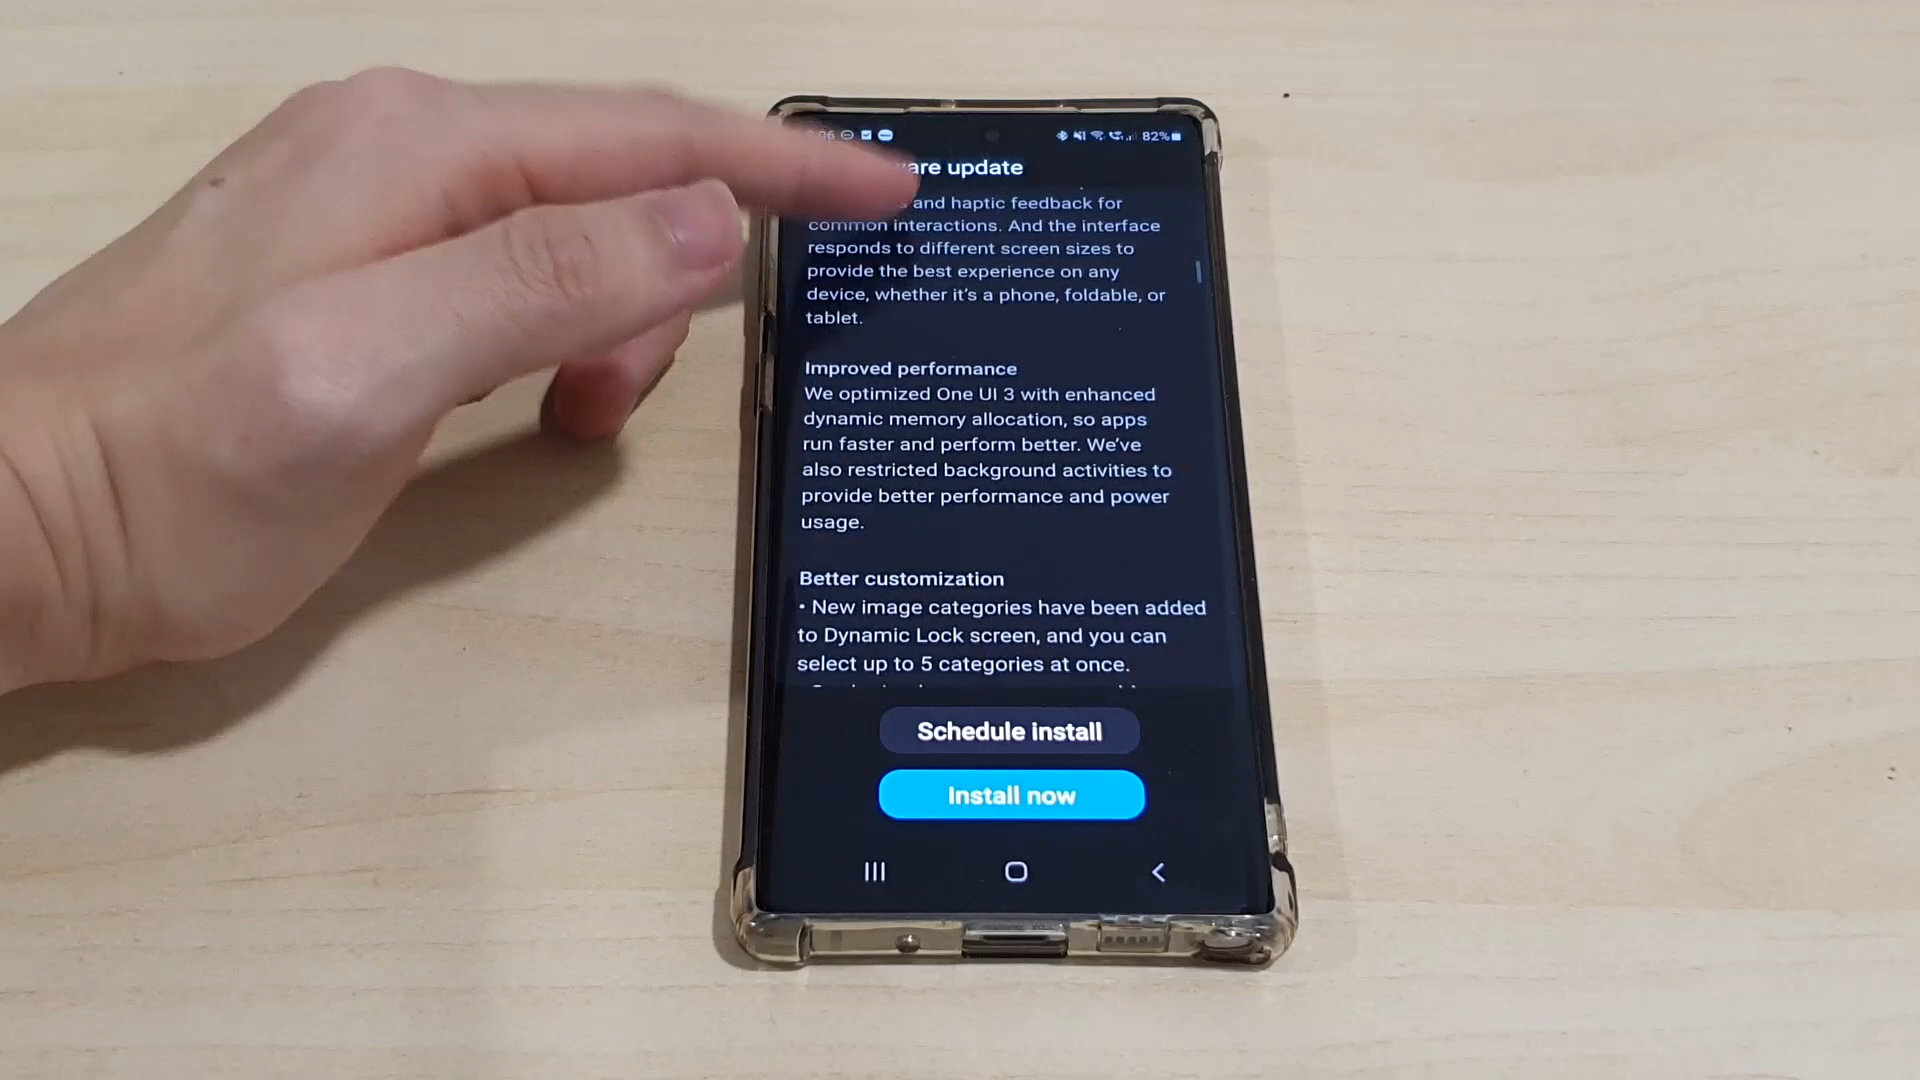 82%
update
and haptic feedback for
common interactions. And the interface
responds to different screen sizes to
provide the best experience on any
device, whether it's a phone, foldable, or
tablet.
Improved performance
We optimized One UI 3 with enhanced
dynamic memory allocation, so apps
run faster and perform better. We've
also restricted background activities to
provide better performance and power
usage.
Better customization
• New image categories have been added
to Dynamic Lock screen, and you can
select up to 5 categories at once.
Schedule install
Install now